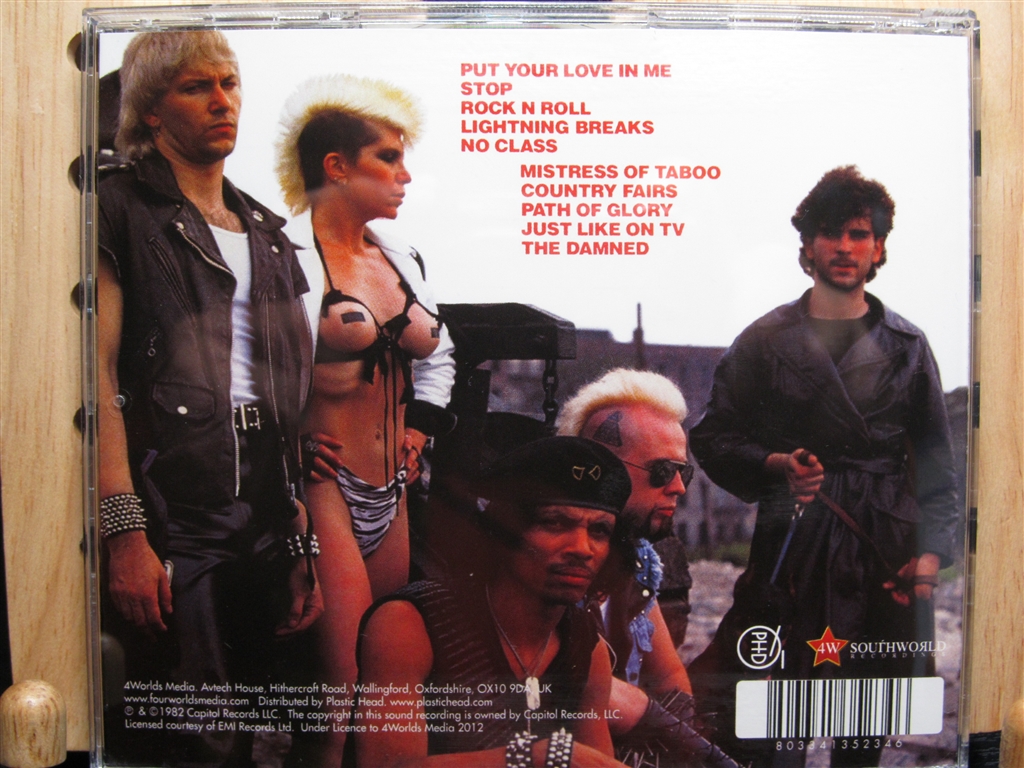 PUT YOUR LOVE IN ME
STOP
ROCK N ROLL
LIGHTNING BREAKS
NO CLASS
MISTRESS OF TABOO
COUNTRY FAIRS
PATH OF GLORY
JUST LIKE ON TV
THE DAMNED
PHD
4W SOUTHWORLD
RECORDINGS
4Worlds Media. Avtech House, Hithercroft Road, Wallingford, Oxfordshire, OX10 9DA, UK
www.fourworldsmedia.com Distributed by Plastic Head. www.plastichead.com
℗ & © 1982 Capitol Records LLC. The copyright in this sound recording is owned by Capitol Records, LLC.
Licensed courtesy of EMI Records Ltd. Under Licence to 4Worlds Media 2012
803341352346